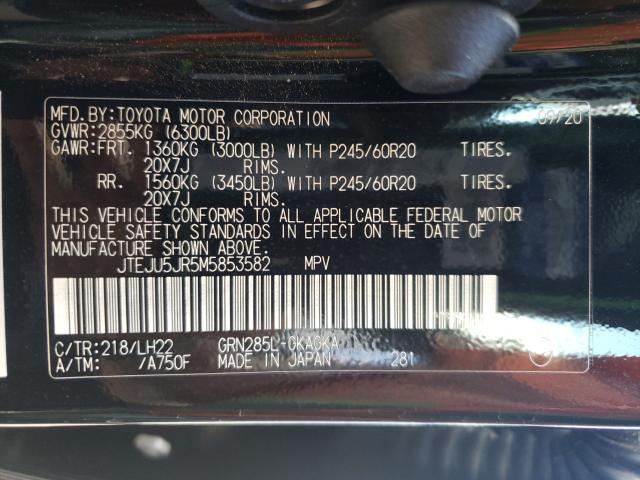 MFD.BY:TOYOTA MOTOR CORPORATION 09/20
GVWR:2855KG (6300LB)
GAWR:FRT. 1360KG (3000LB) WITH P245/60R20 TIRES.
20X7J RIMS.
RR. 1560KG (3450LB) WITH P245/60R20 TIRES.
20X7J RIMS.
THIS VEHICLE CONFORMS TO ALL APPLICABLE FEDERAL MOTOR
VEHICLE SAFETY STANDARDS IN EFFECT ON THE DATE OF
MANUFACTURE SHOWN ABOVE.
JTEJU5JR5M5853582 MPV
C/TR:218/LH22 GRN285L-GKAGKA
A/TM: /A750F MADE IN JAPAN 281